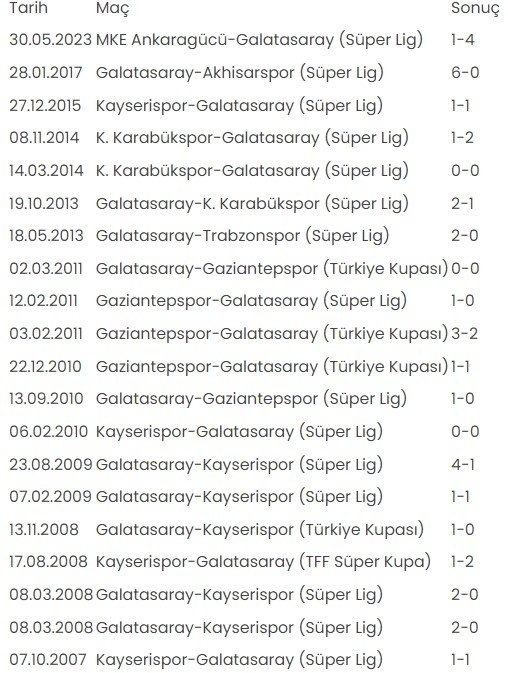 Tarih Maç Sonuç
30.05.2023 MKE Ankaragücü-Galatasaray (Süper Lig) 1-4
28.01.2017 Galatasaray-Akhisarspor (Süper Lig) 6-0
27.12.2015 Kayserispor-Galatasaray (Süper Lig) 1-1
08.11.2014 K. Karabükspor-Galatasaray (Süper Lig) 1-2
14.03.2014 K. Karabükspor-Galatasaray (Süper Lig) 0-0
19.10.2013 Galatasaray-K. Karabükspor (Süper Lig) 2-1
18.05.2013 Galatasaray-Trabzonspor (Süper Lig) 2-0
02.03.2011 Galatasaray-Gaziantepspor (Türkiye Kupası) 0-0
12.02.2011 Gaziantepspor-Galatasaray (Süper Lig) 1-0
03.02.2011 Gaziantepspor-Galatasaray (Türkiye Kupası) 3-2
22.12.2010 Gaziantepspor-Galatasaray (Türkiye Kupası) 1-1
13.09.2010 Galatasaray-Gaziantepspor (Süper Lig) 1-0
06.02.2010 Kayserispor-Galatasaray (Süper Lig) 0-0
23.08.2009 Galatasaray-Kayserispor (Süper Lig) 4-1
07.02.2009 Galatasaray-Kayserispor (Süper Lig) 1-1
13.11.2008 Galatasaray-Kayserispor (Türkiye Kupası) 1-0
17.08.2008 Kayserispor-Galatasaray (TFF Süper Kupa) 1-2
08.03.2008 Galatasaray-Kayserispor (Süper Lig) 2-0
08.03.2008 Galatasaray-Kayserispor (Süper Lig) 2-0
07.10.2007 Kayserispor-Galatasaray (Süper Lig) 1-1